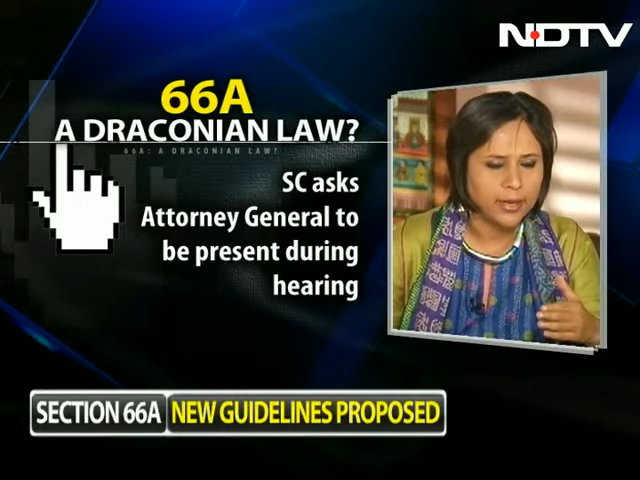 NDTV
66A
A DRACONIAN LAW?
66A: A DRACONIAN LAW?
SC asks
Attorney General to
be present during
hearing
SECTION 66A NEW GUIDELINES PROPOSED